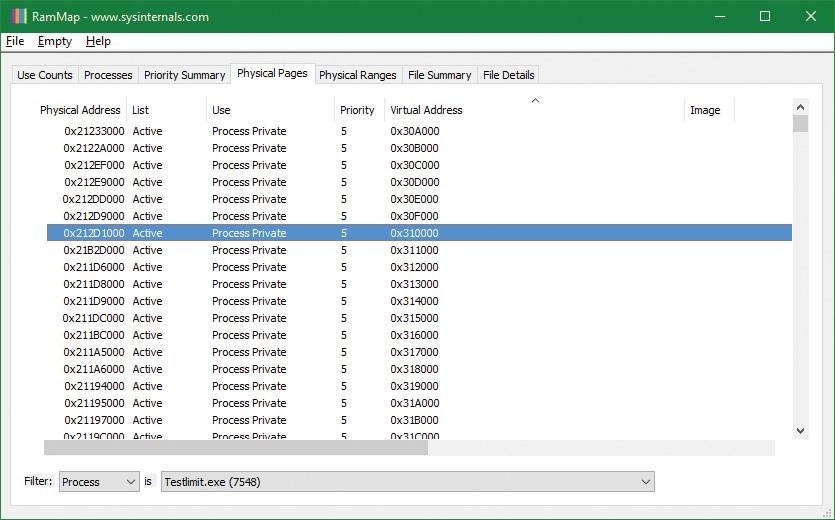 RamMap - www.sysinternals.com
File Empty Help
Use Counts Processes Priority Summary Physical Pages Physical Ranges File Summary File Details
Physical Address List Use Priority Virtual Address Image
0x21233000 Active Process Private 5 0x30A000
0x2122A000 Active Process Private 5 0x30B000
0x212EF000 Active Process Private 5 0x30C000
0x212E9000 Active Process Private 5 0x30D000
0x212DD000 Active Process Private 5 0x30E000
0x212D9000 Active Process Private 5 0x30F000
0x212D1000 Active Process Private 5 0x310000
0x21B2D000 Active Process Private 5 0x311000
0x211D6000 Active Process Private 5 0x312000
0x211D8000 Active Process Private 5 0x313000
0x211D9000 Active Process Private 5 0x314000
0x211DC000 Active Process Private 5 0x315000
0x211BC000 Active Process Private 5 0x316000
0x211A5000 Active Process Private 5 0x317000
0x211A6000 Active Process Private 5 0x318000
0x21194000 Active Process Private 5 0x319000
0x21195000 Active Process Private 5 0x31A000
0x21197000 Active Process Private 5 0x31B000
0x2119C000 Active Process Private 5 0x31C000
Filter: Process is Testlimit.exe (7548)